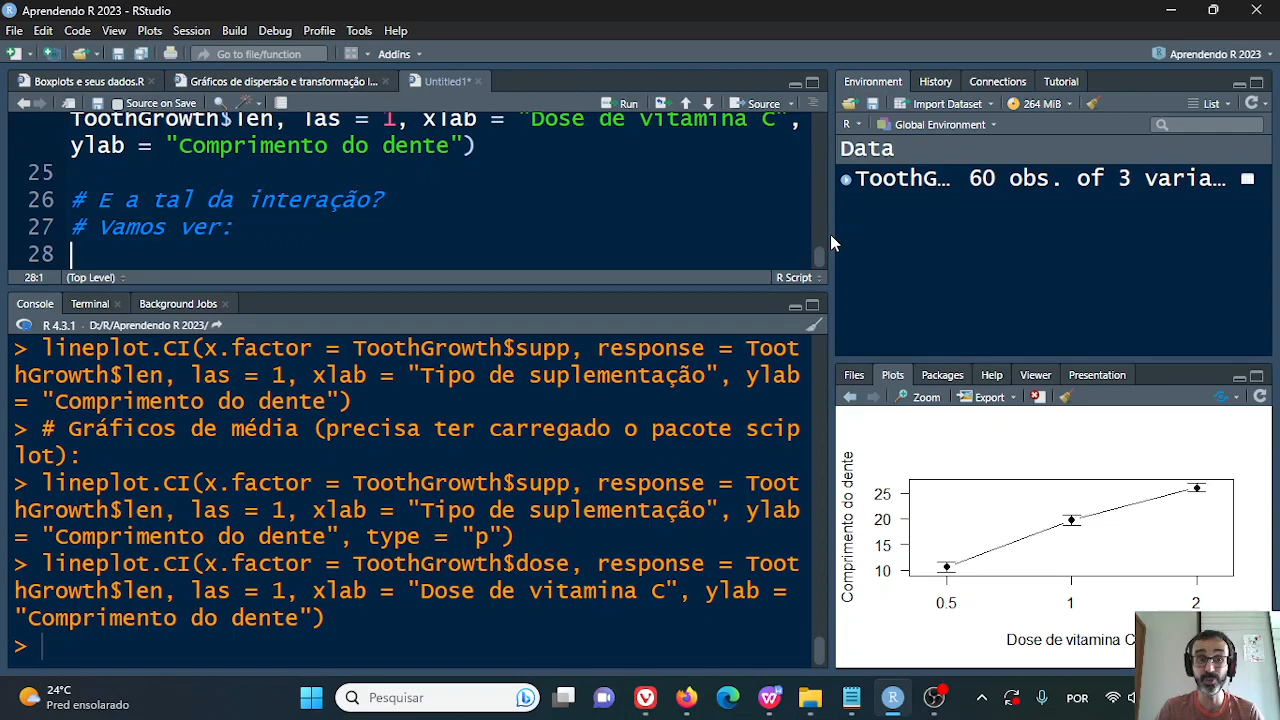 Aprendendo R 2023 - RStudio
File Edit Code View Plots Session Build Debug Profile Tools Help
Go to file/function Addins Aprendendo R 2023
Boxplots e seus dados.R Gráficos de dispersão e transformação l... Untitled1*
Source on Save Run Source
ToothGrowth$len, las = 1, xlab = "Dose de vitamina C",
ylab = "Comprimento do dente")
25
26 # E a tal da interação?
27 # Vamos ver:
28
28:1 (Top Level) R Script
Console Terminal Background Jobs
R 4.3.1 · D:/R/Aprendendo R 2023/
> lineplot.CI(x.factor = ToothGrowth$supp, response = Toot
hGrowth$len, las = 1, xlab = "Tipo de suplementação", ylab
= "Comprimento do dente")
> # Gráficos de média (precisa ter carregado o pacote scip
lot):
> lineplot.CI(x.factor = ToothGrowth$supp, response = Toot
hGrowth$len, las = 1, xlab = "Tipo de suplementação", ylab
= "Comprimento do dente", type = "p")
> lineplot.CI(x.factor = ToothGrowth$dose, response = Toot
hGrowth$len, las = 1, xlab = "Dose de vitamina C", ylab =
"Comprimento do dente")
>
Environment History Connections Tutorial
Import Dataset 264 MiB List
R Global Environment
Data
ToothG... 60 obs. of 3 varia...
Files Plots Packages Help Viewer Presentation
Zoom Export
Comprimento do dente
25
20
15
10
0.5 1 2
Dose de vitamina C
24°C
Pred ensolarado
Pesquisar
POR